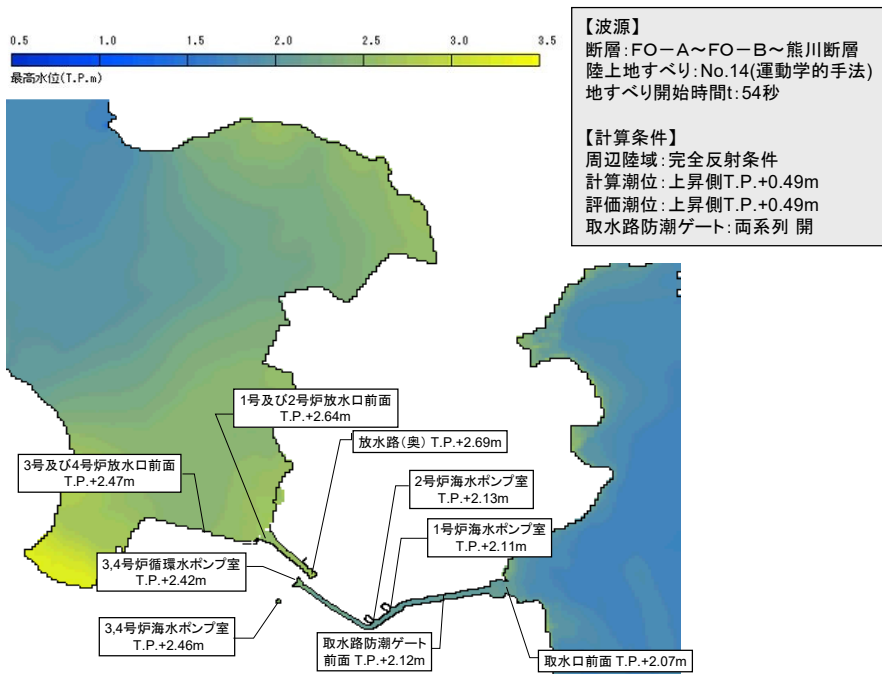 0.5 1.0 1.5 2.0 2.5 3.0 3.5
最高水位(T.P.m)
【波源】
断層:FO-A~FO-B~熊川断層
陸上地すべり:No.14(運動学的手法)
地すべり開始時間t:54秒
【計算条件】
周辺陸域:完全反射条件
計算潮位:上昇側T.P.+0.49m
評価潮位:上昇側T.P.+0.49m
取水路防潮ゲート:両系列 開
1号及び2号炉放水口前面
T.P.+2.64m
放水路(奥) T.P.+2.69m
3号及び4号炉放水口前面
T.P.+2.47m
2号炉海水ポンプ室
T.P.+2.13m
1号炉海水ポンプ室
T.P.+2.11m
3,4号炉循環水ポンプ室
T.P.+2.42m
3,4号炉海水ポンプ室
T.P.+2.46m
取水路防潮ゲート
前面 T.P.+2.12m
取水口前面 T.P.+2.07m